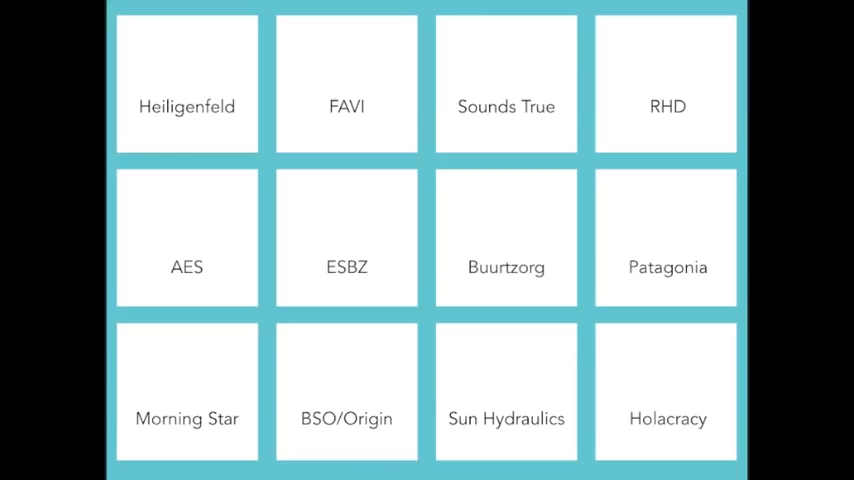 Heiligenfeld
FAVI
Sounds True
RHD
AES
ESBZ
Buurtzorg
Patagonia
Morning Star
BSO/Origin
Sun Hydraulics
Holacracy